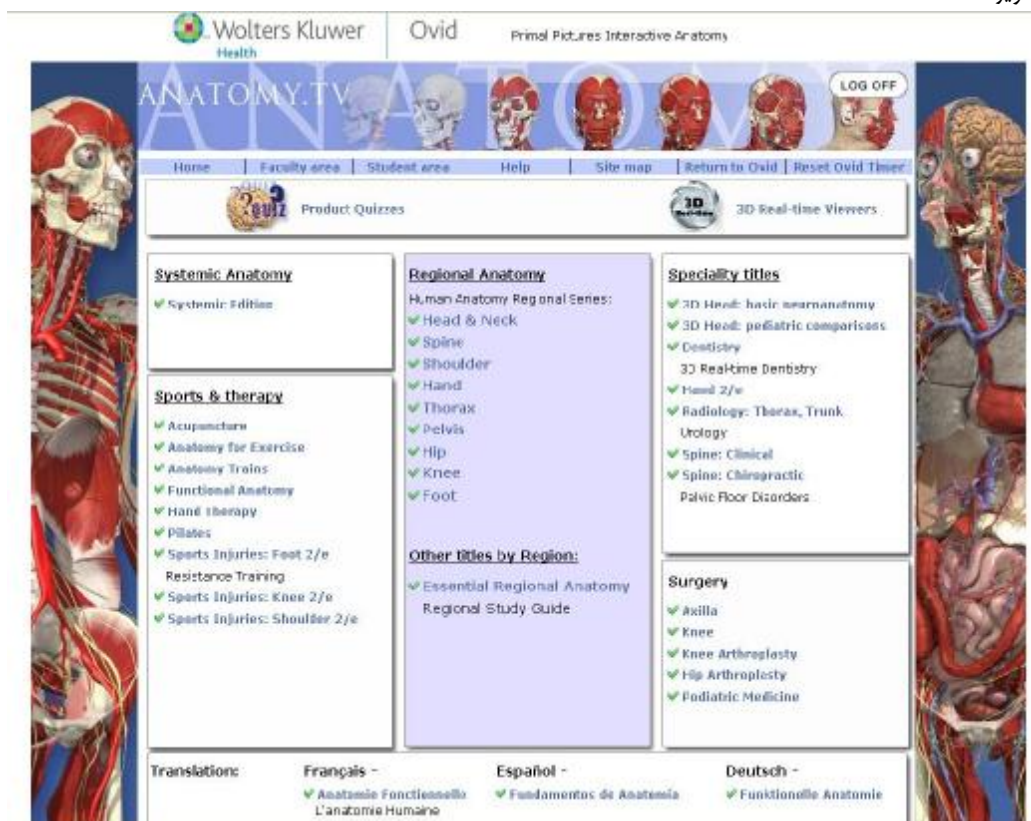 Wolters Kluwer
Health
Ovid
Primal Pictures Interactive Anatomy
ANATOMY.TV
ANATOMY
LOG OFF
Home | Faculty area | Student area Help | Site map | Return to Ovid | Reset Ovid Timer
QUIZ
Product Quizzes
3D
Real-time
3D Real-time Viewers
Systemic Anatomy
Systemic Edition
Sports & therapy
Acupuncture
Anatomy for Exercise
Anatomy Trains
Functional Anatomy
Hand Therapy
Pilates
Sports Injuries: Foot 2/e
Resistance Training
Sports Injuries: Knee 2/e
Sports Injuries: Shoulder 2/e
Regional Anatomy
Human Anatomy Regional Series:
Head & Neck
Spine
Shoulder
Hand
Thorax
Pelvis
Hip
Knee
Foot
Other titles by Region:
Essential Regional Anatomy
Regional Study Guide
Speciality titles
3D Head: basic neuroanatomy
3D Head: pediatric comparisons
Dentistry
3D Real-time Dentistry
Hand 2/e
Radiology: Thorax, Trunk
Urology
Spine: Clinical
Spine: Chiropractic
Pelvic Floor Disorders
Surgery
Axilla
Knee
Knee Arthroplasty
Hip Arthroplasty
Podiatric Medicine
Translation:
Français -
Anatomie Fonctionnelle
L'anatomie Humaine
Español -
Fundamentos de Anatomía
Deutsch -
Funktionelle Anatomie